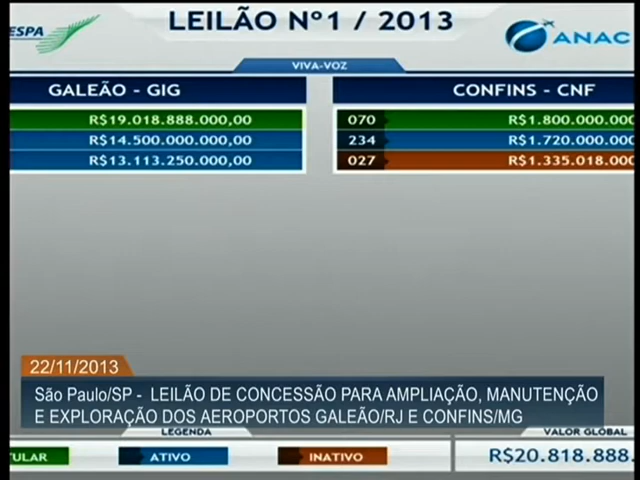 ESPA
LEILÃO Nº1 / 2013
ANAC
VIVA-VOZ
GALEÃO - GIG
CONFINS - CNF
R$19.018.888.000,00
070 R$1.800.000.000
R$14.500.000.000,00
234 R$1.720.000.000
R$13.113.250.000,00
027 R$1.335.018.000
22/11/2013
São Paulo/SP - LEILÃO DE CONCESSÃO PARA AMPLIAÇÃO, MANUTENÇÃO
E EXPLORAÇÃO DOS AEROPORTOS GALEÃO/RJ E CONFINS/MG
LEGENDA
VALOR GLOBAL
TULAR
ATIVO
INATIVO
R$20.818.888.